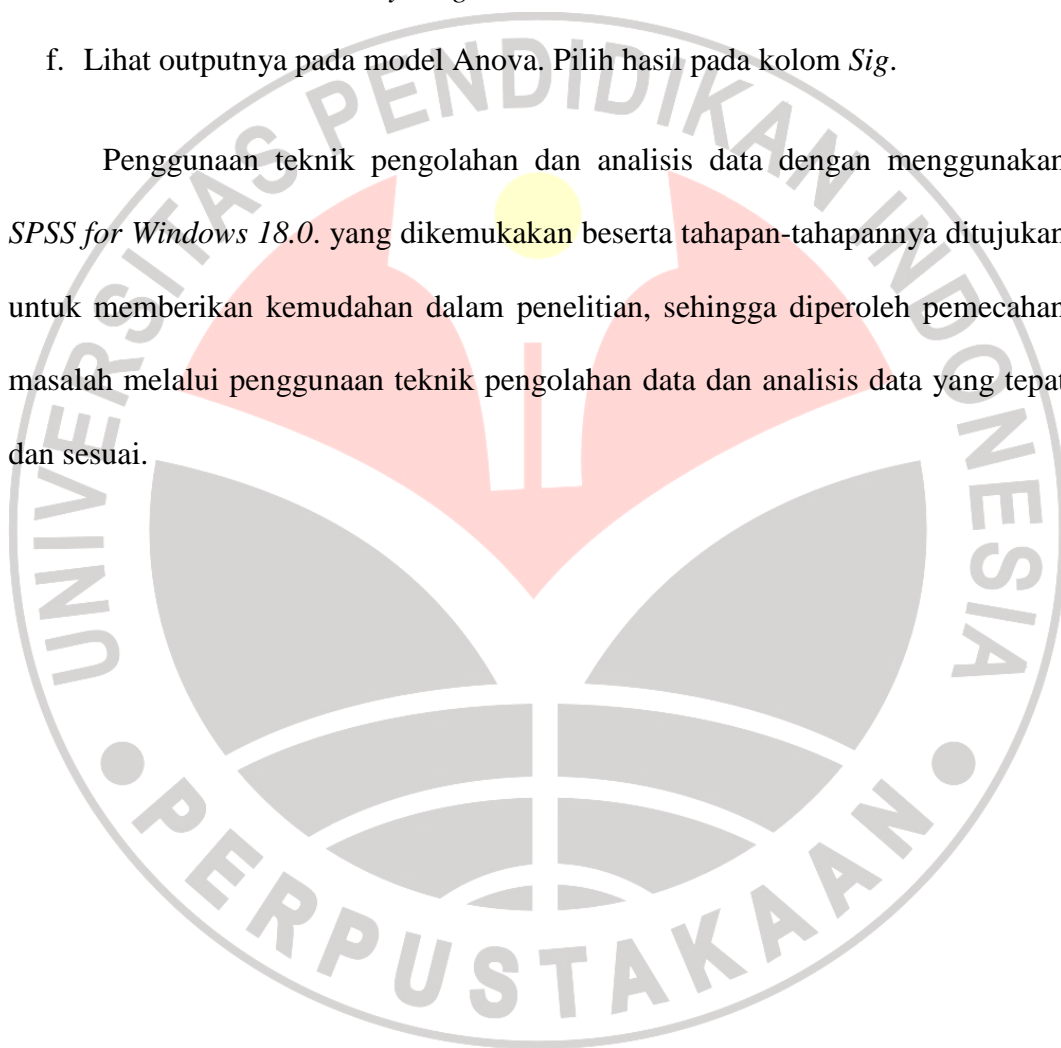 f. Lihat outputnya pada model Anova. Pilih hasil pada kolom Sig.
Penggunaan teknik pengolahan dan analisis data dengan menggunakan
SPSS for Windows 18.0. yang dikemukakan beserta tahapan-tahapannya ditujukan
untuk memberikan kemudahan dalam penelitian, sehingga diperoleh pemecahan
masalah melalui penggunaan teknik pengolahan data dan analisis data yang tepat
dan sesuai.
UNIVERSITAS PENDIDIKAN INDONESIA
PERPUSTAKAAN